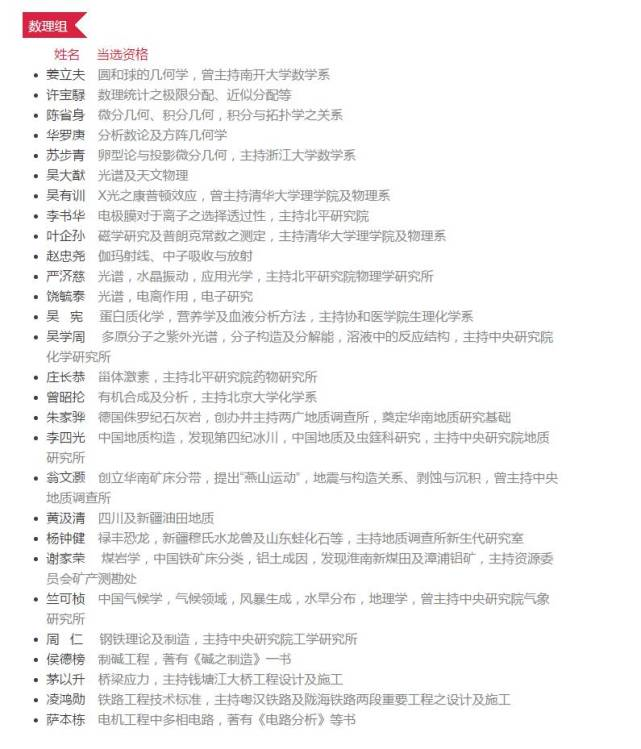 数理组
姓名 当选资格
姜立夫 圆和球的几何学，曾主持南开大学数学系
许宝騄 数理统计之极限分配、近似分配等
陈省身 微分几何、积分几何，积分与拓扑学之关系
华罗庚 分析数论及方阵几何学
苏步青 卵型论与投影微分几何，主持浙江大学数学系
吴大猷 光谱及天文物理
吴有训 X光之康普顿效应，曾主持清华大学理学院及物理系
李书华 电极膜对于离子之选择透过性，主持北平研究院
叶企孙 磁学研究及普朗克常数之测定，主持清华大学理学院及物理系
赵忠尧 伽玛射线、中子吸收与放射
严济慈 光谱，水晶振动，应用光学，主持北平研究院物理学研究所
饶毓泰 光谱，电离作用，电子研究
吴 宪 蛋白质化学，营养学及血液分析方法，主持协和医学院生理化学系
吴学周 多原分子之紫外光谱，分子构造及分解能，溶液中的反应结构，主持中央研究院
化学研究所
庄长恭 甾体激素，主持北平研究院药物研究所
曾昭抡 有机合成及分析，主持北京大学化学系
朱家骅 德国侏罗纪石灰岩，创办并主持两广地质调查所，奠定华南地质研究基础
李四光 中国地质构造，发现第四纪冰川，中国地质及虫筳科研究，主持中央研究院地质
研究所
翁文灏 创立华南矿床分带，提出“燕山运动”，地震与构造关系、剥蚀与沉积，曾主持中央
地质调查所
黄汲清 四川及新疆油田地质
杨钟健 禄丰恐龙，新疆穆氏水龙兽及山东蛙化石等，主持地质调查所新生代研究室
谢家荣 煤岩学，中国铁矿床分类，铝土成因，发现淮南新煤田及漳浦铝矿，主持资源委
员会矿产测勘处
竺可桢 中国气候学，气候领域，风暴生成，水旱分布，地理学，曾主持中央研究院气象
研究所
周 仁 钢铁理论及制造，主持中央研究院工学研究所
侯德榜 制碱工程，著有《碱之制造》一书
茅以升 桥梁应力，主持钱塘江大桥工程设计及施工
凌鸿勋 铁路工程技术标准，主持粤汉铁路及陇海铁路两段重要工程之设计及施工
萨本栋 电机工程中多相电路，著有《电路分析》等书